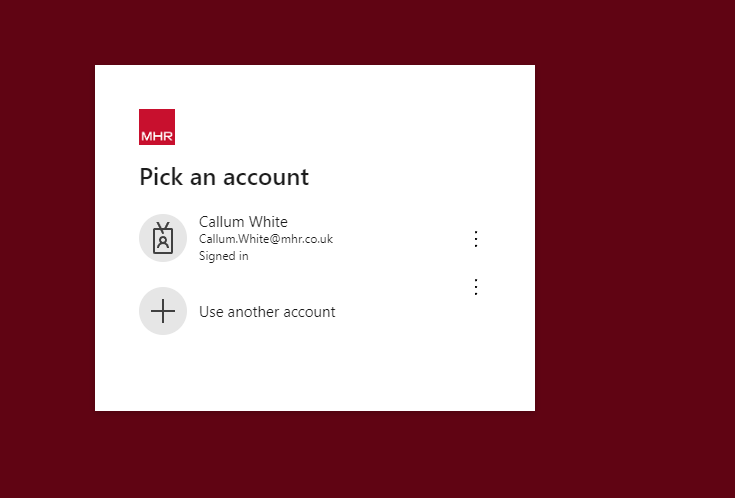 MHR
Pick an account
Callum White
Callum.White@mhr.co.uk
Signed in
Use another account